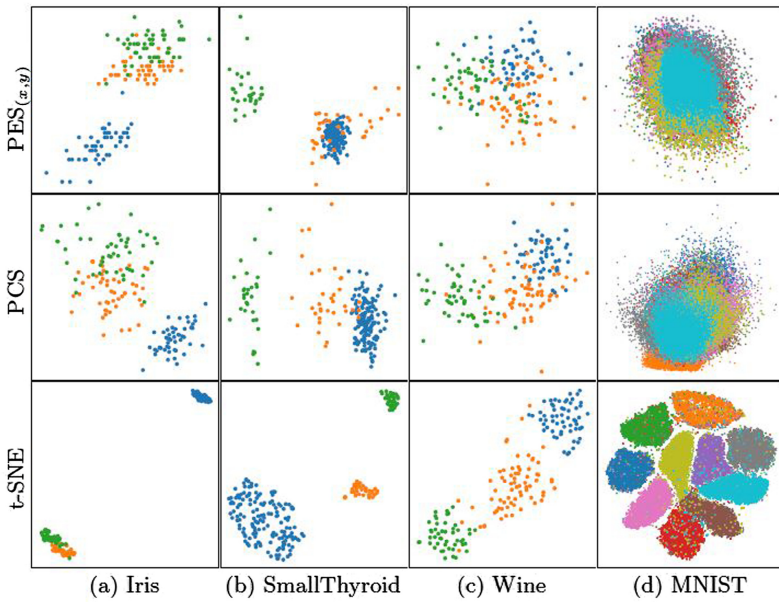 PES(x,y)
PCS
t-SNE
(a) Iris
(b) SmallThyroid
(c) Wine
(d) MNIST